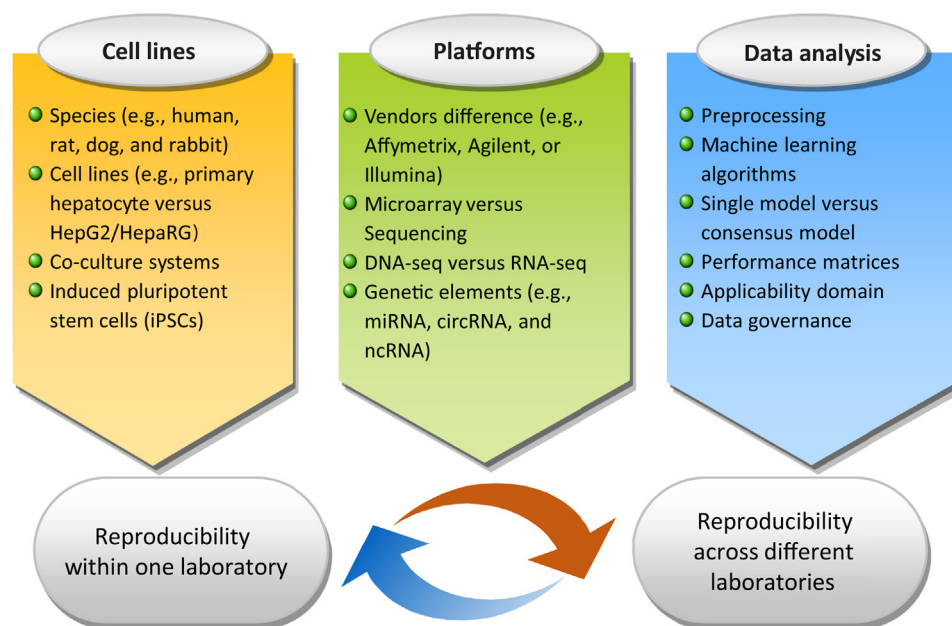 Cell lines
Species (e.g., human,
rat, dog, and rabbit)
Cell lines (e.g., primary
hepatocyte versus
HepG2/HepaRG)
Co-culture systems
Induced pluripotent
stem cells (iPSCs)
Platforms
Vendors difference (e.g.,
Affymetrix, Agilent, or
Illumina)
Microarray versus
Sequencing
DNA-seq versus RNA-seq
Genetic elements (e.g.,
miRNA, circRNA, and
ncRNA)
Data analysis
Preprocessing
Machine learning
algorithms
Single model versus
consensus model
Performance matrices
Applicability domain
Data governance
Reproducibility
within one laboratory
Reproducibility
across different
laboratories